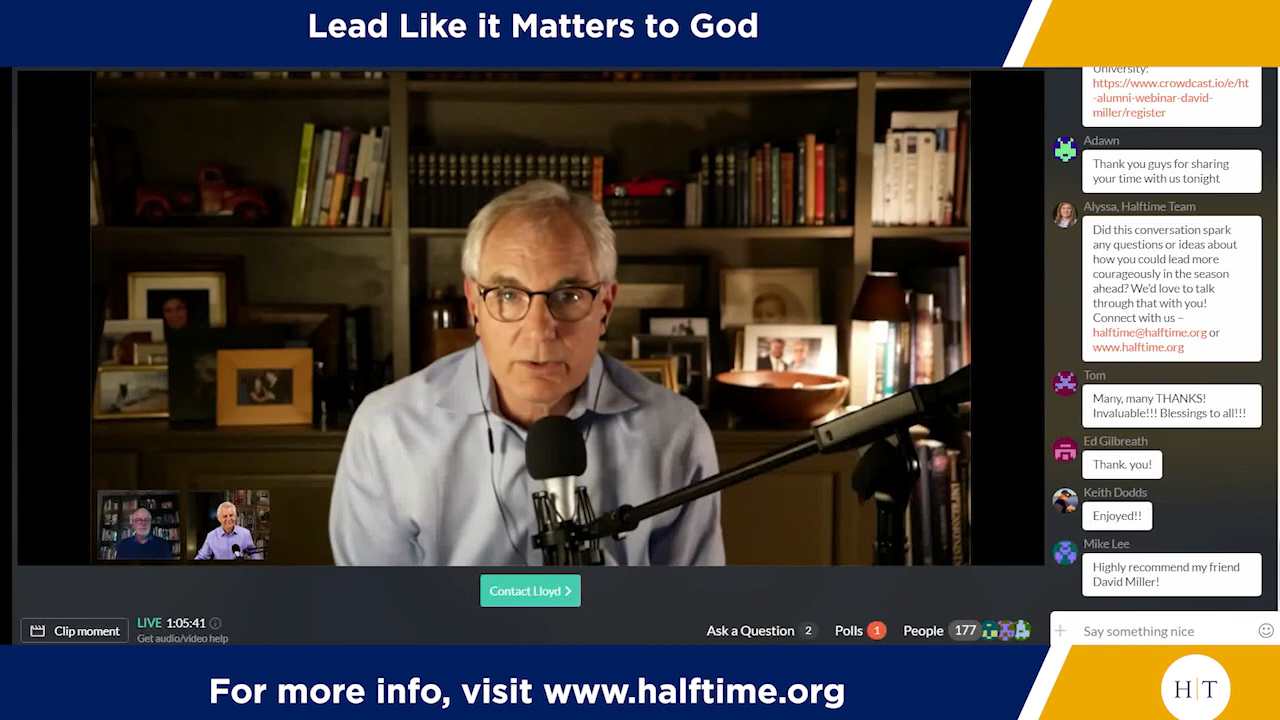 Lead Like it Matters to God
University:
https://www.crowdcast.io/e/ht
-alumni-webinar-david-
miller/register
Adawn
Thank you guys for sharing
your time with us tonight
Alyssa, Halftime Team
Did this conversation spark
any questions or ideas about
how you could lead more
courageously in the season
ahead? We'd love to talk
through that with you!
Connect with us –
halftime@halftime.org or
www.halftime.org
Tom
Many, many THANKS!
Invaluable!!! Blessings to all!!!
Ed Gilbreath
Thank. you!
Keith Dodds
Enjoyed!!
Mike Lee
Highly recommend my friend
David Miller!
Contact Lloyd >
Clip moment
LIVE 1:05:41
Get audio/video help
Ask a Question 2
Polls 1
People 177
Say something nice
For more info, visit www.halftime.org
H|T